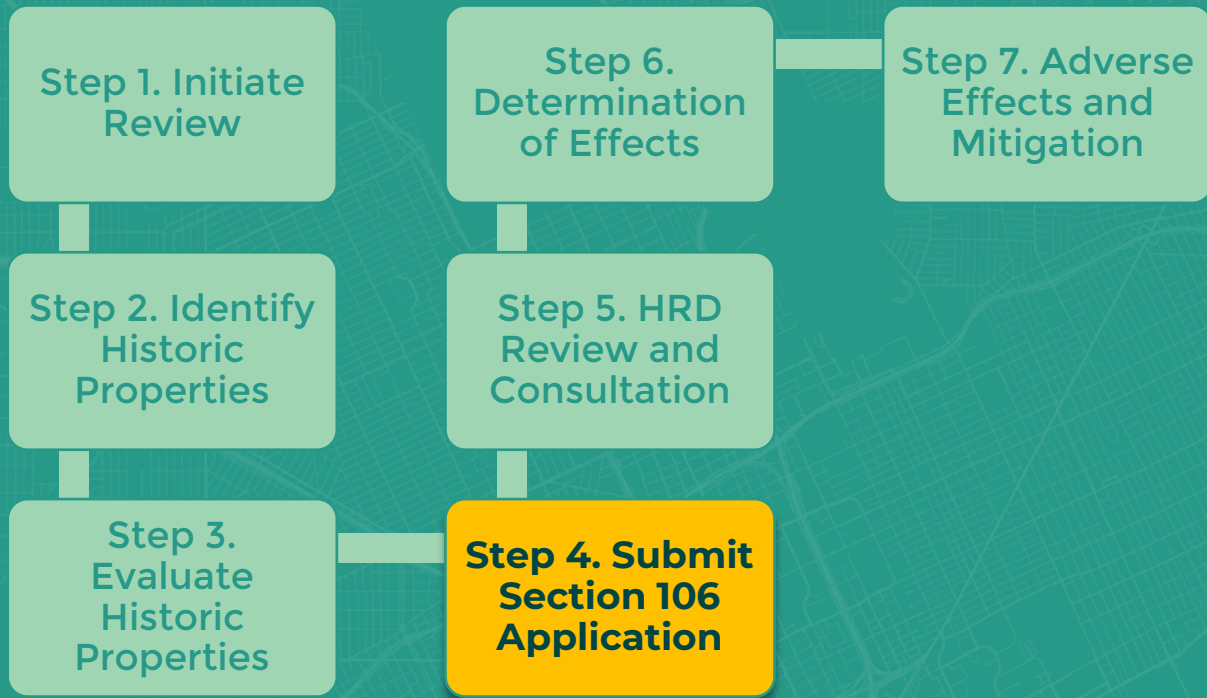 Step 1. Initiate
Review
Step 2. Identify
Historic
Properties
Step 3.
Evaluate
Historic
Properties
Step 4. Submit
Section 106
Application
Step 5. HRD
Review and
Consultation
Step 6.
Determination
of Effects
Step 7. Adverse
Effects and
Mitigation